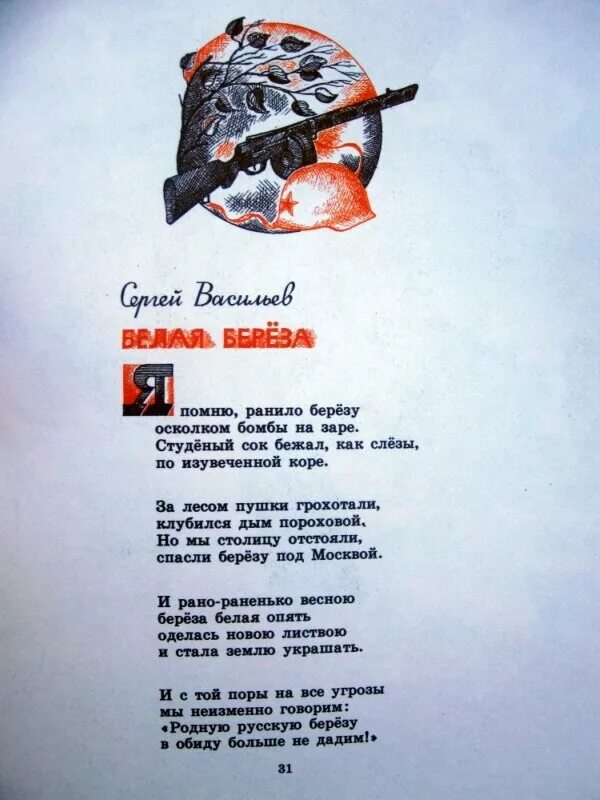 Сергей Васильев
БЕЛАЯ БЕРЁЗА
Я помню, ранило берёзу
осколком бомбы на заре.
Студёный сок бежал, как слёзы,
по изувеченной коре.
За лесом пушки грохотали,
клубился дым пороховой.
Но мы столицу отстояли,
спасли берёзу под Москвой.
И рано-раненько весною
берёза белая опять
оделась новою листвою
и стала землю украшать.
И с той поры на все угрозы
мы неизменно говорим:
«Родную русскую берёзу
в обиду больше не дадим!»
31